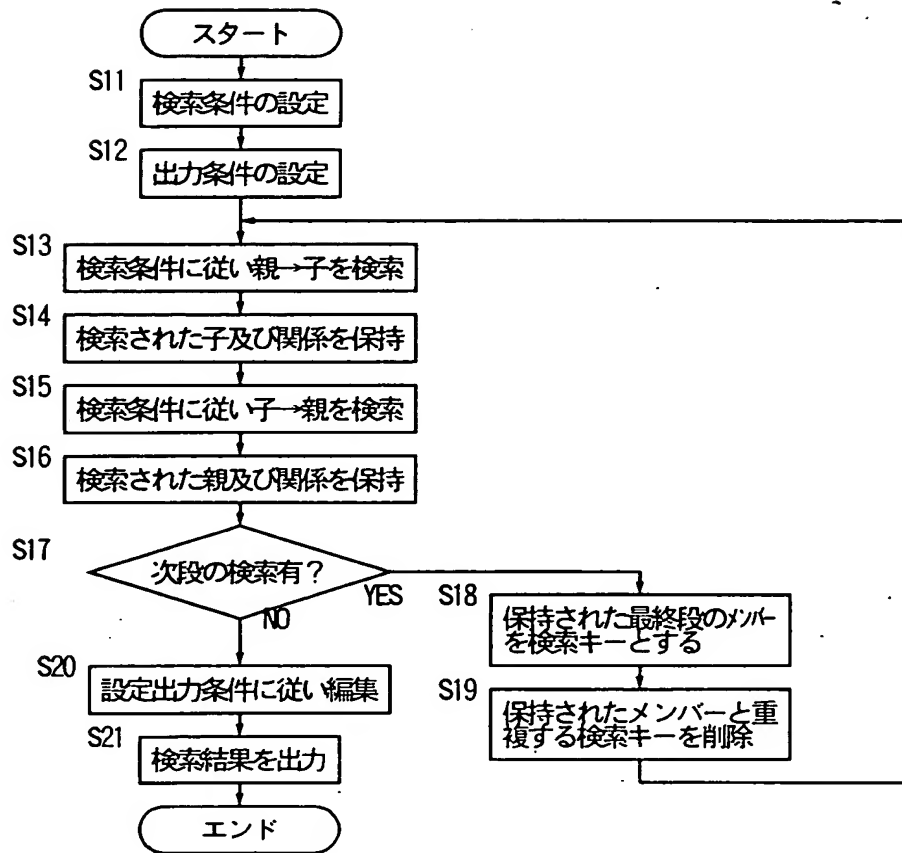 スタート
S11
検索条件の設定
S12
出力条件の設定
S13
検索条件に従い親→子を検索
S14
検索された子及び関係を保持
S15
検索条件に従い子→親を検索
S16
検索された親及び関係を保持
S17
次段の検索有?
YES
NO
S18
保持された最終段のメンバー
を検索キーとする
S19
保持されたメンバーと重
複する検索キーを削除
S20
設定出力条件に従い編集
S21
検索結果を出力
エンド